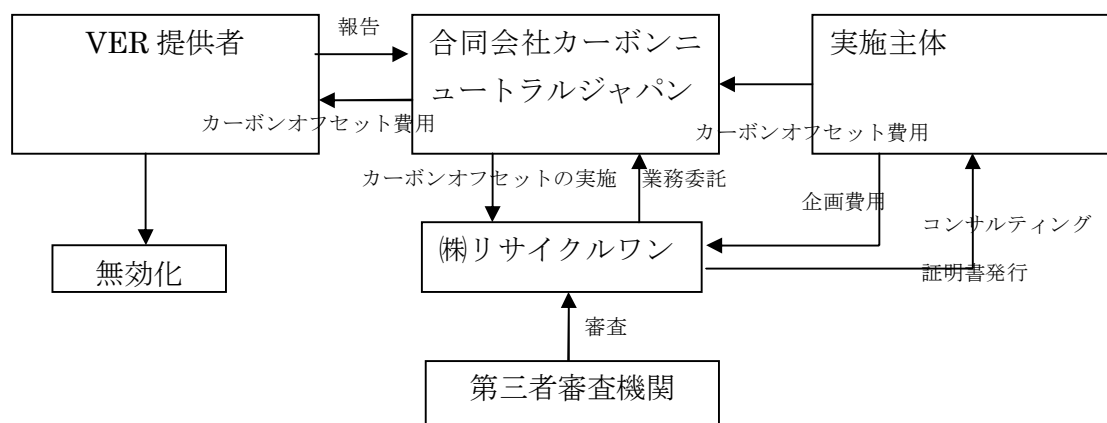 VER 提供者
報告
合同会社カーボンニ
ュートラルジャパン
実施主体
カーボンオフセット費用
カーボンオフセット費用
カーボンオフセットの実施
業務委託
企画費用
コンサルティング
無効化
㈱リサイクルワン
証明書発行
審査
第三者審査機関